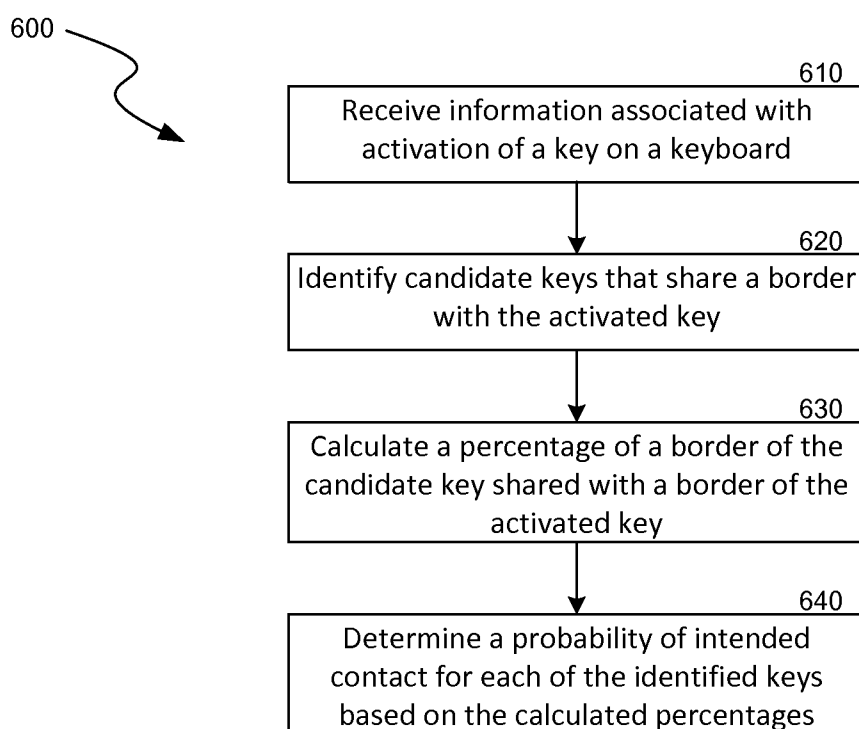 600
610
Receive information associated with
activation of a key on a keyboard
620
Identify candidate keys that share a border
with the activated key
630
Calculate a percentage of a border of the
candidate key shared with a border of the
activated key
640
Determine a probability of intended
contact for each of the identified keys
based on the calculated percentages